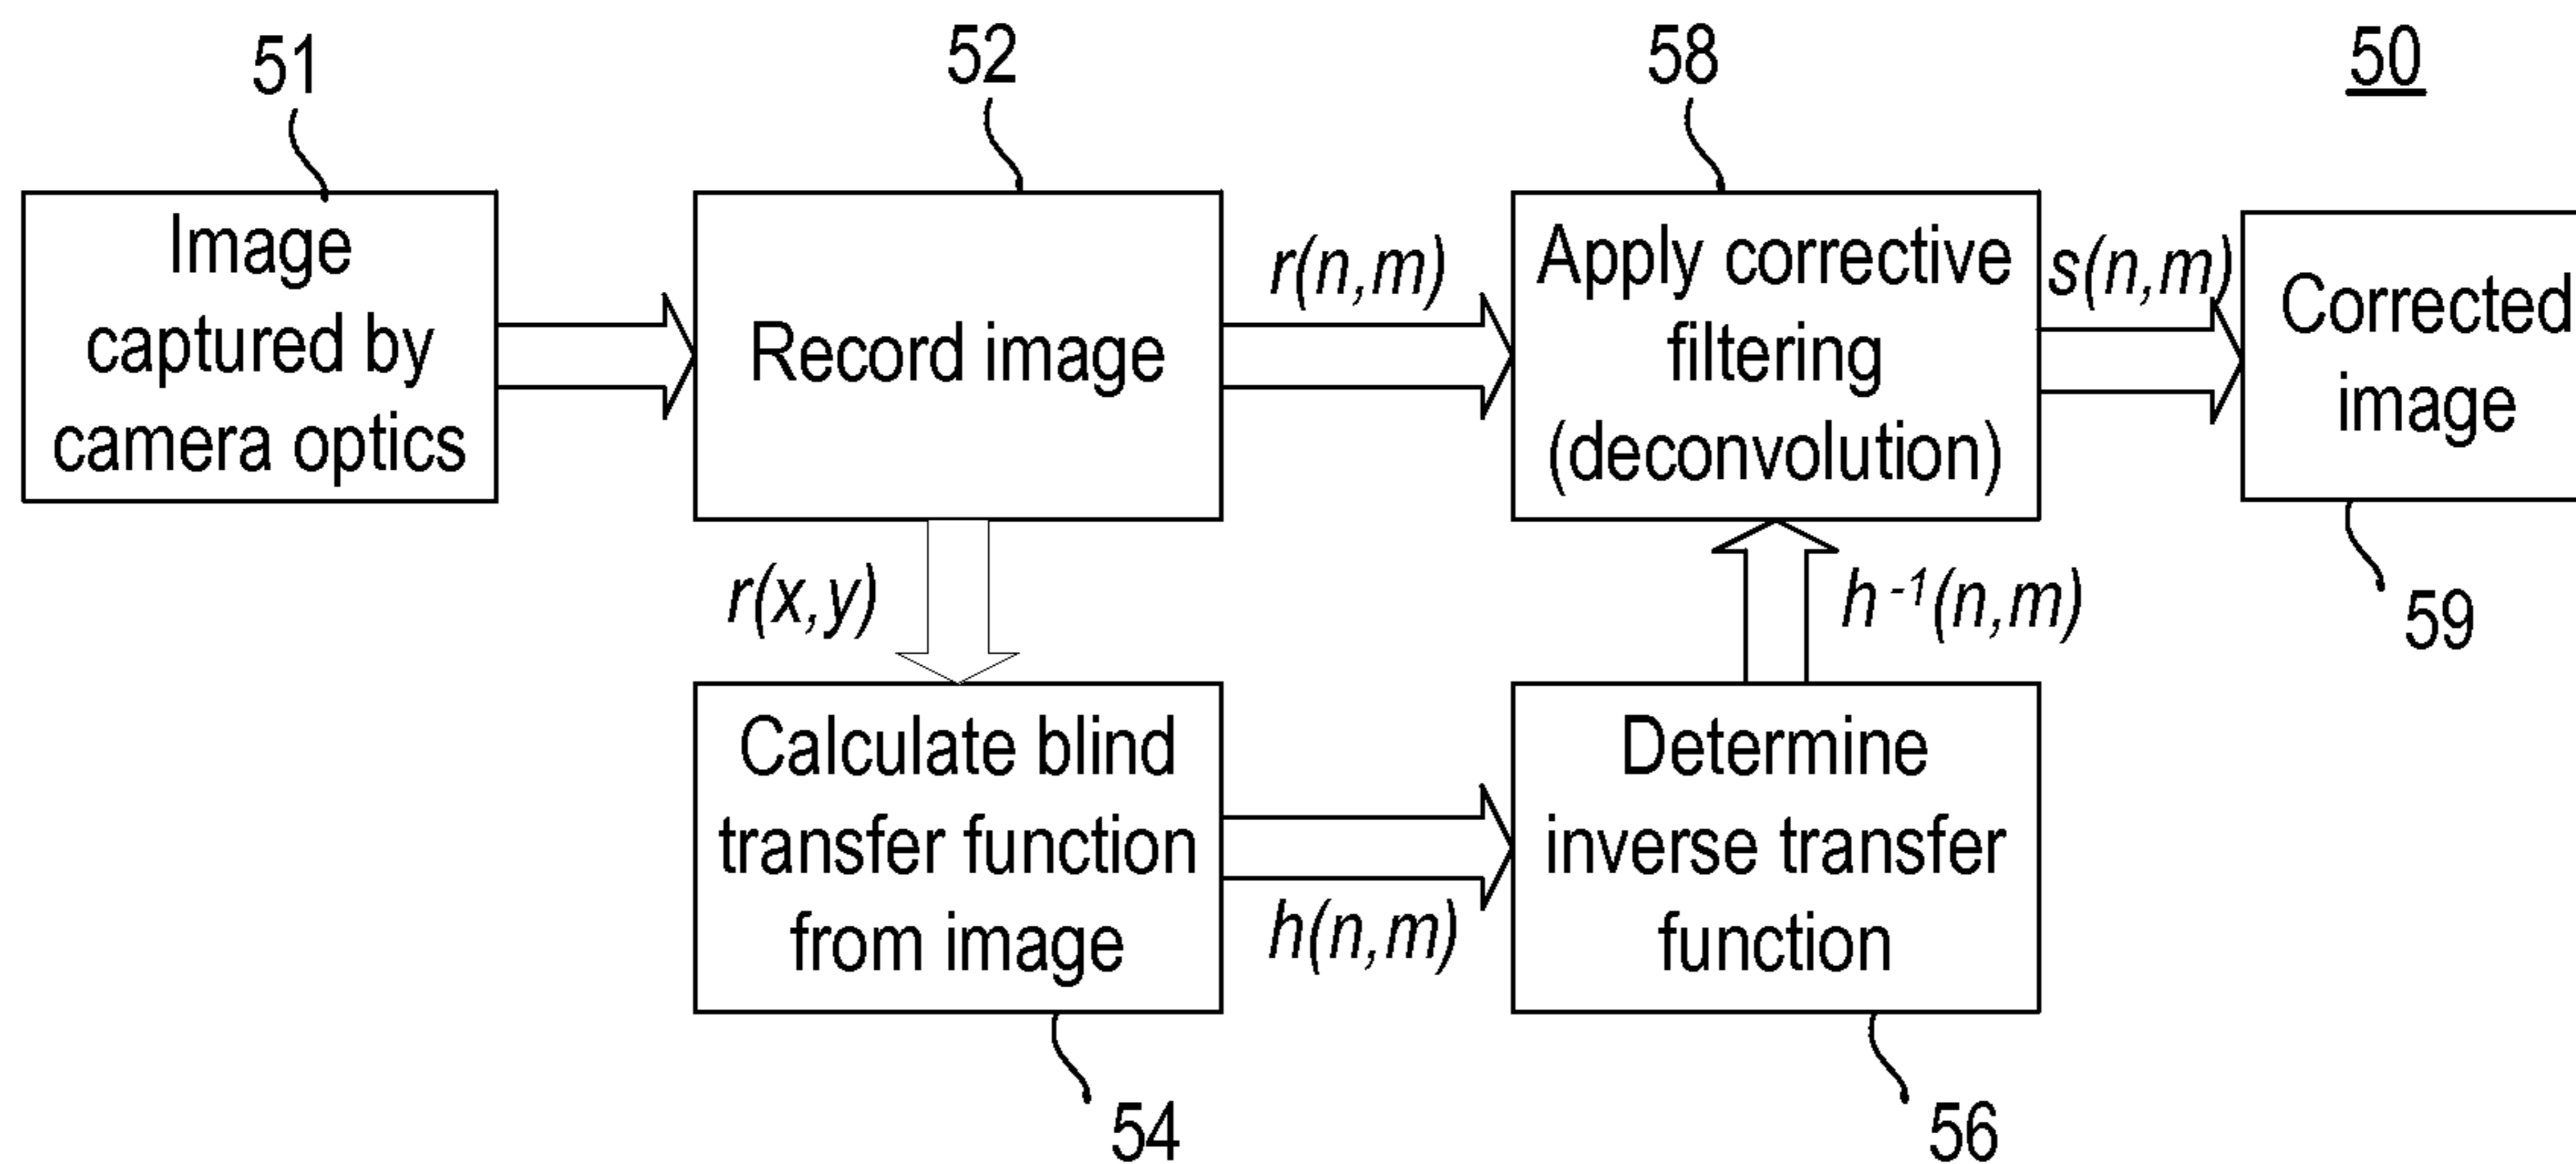 51
52
58
50
Image
captured by
camera optics
Record image
r(n,m)
Apply corrective
filtering
(deconvolution)
s(n,m)
Corrected
image
59
r(x,y)
h⁻¹(n,m)
Calculate blind
transfer function
from image
h(n,m)
Determine
inverse transfer
function
54
56